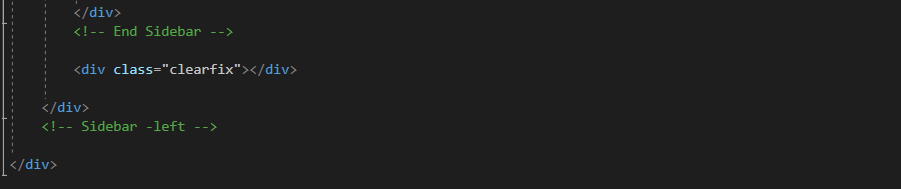 </div>
<!-- End Sidebar -->
<div class="clearfix"></div>
</div>
<!-- Sidebar -left -->
</div>